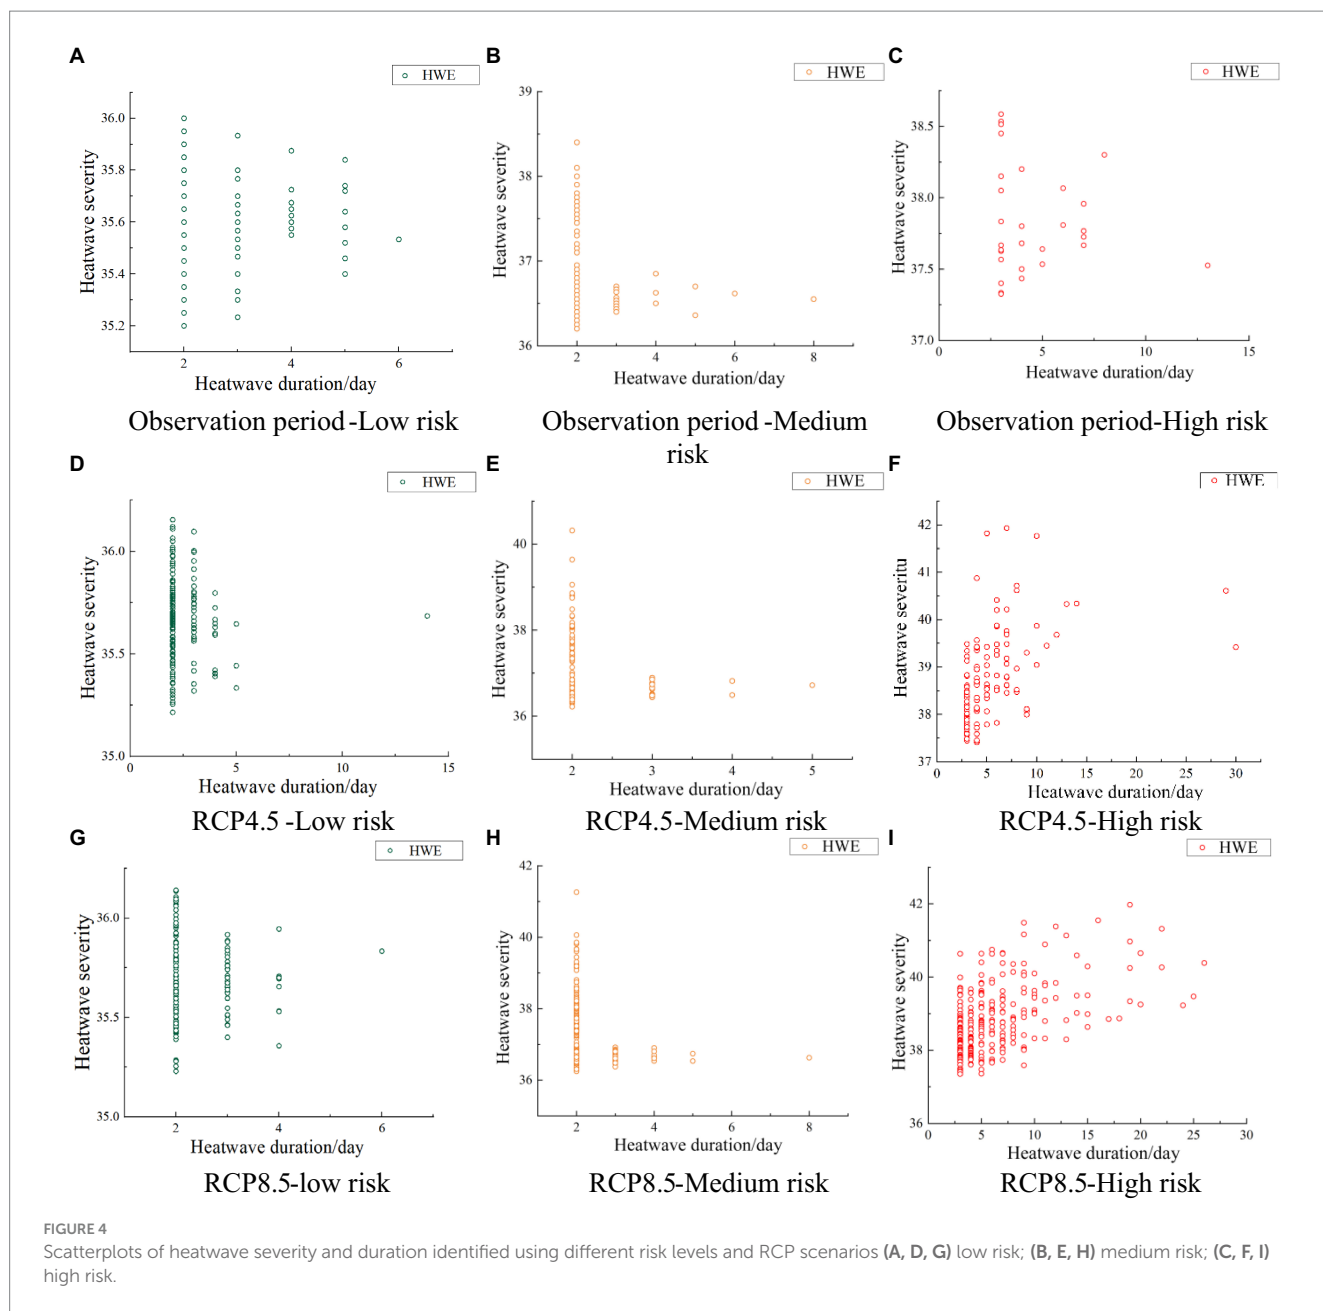 A
HWE
36.0
35.8
35.6
35.4
35.2
2
4
6
Heatwave severity
Heatwave duration/day
Observation period-Low risk
B
HWE
39
38
37
36
2
3
4
5
6
7
8
Heatwave severity
Heatwave duration/day
Observation period-Medium
risk
C
HWE
38.5
38.0
37.5
37.0
0
5
10
15
Heatwave severity
Heatwave duration/day
Observation period-High risk
D
HWE
36.0
35.5
35.0
0
5
10
15
Heatwave severity
Heatwave duration/day
RCP4.5 -Low risk
E
HWE
40
38
36
2
3
4
5
Heatwave severity
Heatwave duration/day
RCP4.5-Medium risk
F
HWE
42
41
40
39
38
37
0
5
10
15
20
25
30
Heatwave severitu
Heatwave duration/day
RCP4.5-High risk
G
HWE
36.0
35.5
35.0
2
4
6
Heatwave severity
Heatwave duration/day
RCP8.5-low risk
H
HWE
42
40
38
36
2
3
4
5
6
7
8
Heatwave severity
Heatwave duration/day
RCP8.5-Medium risk
I
HWE
42
40
38
36
0
5
10
15
20
25
30
Heatwave severity
Heatwave duration/day
RCP8.5-High risk
FIGURE 4
Scatterplots of heatwave severity and duration identified using different risk levels and RCP scenarios (A, D, G) low risk; (B, E, H) medium risk; (C, F, I)
high risk.